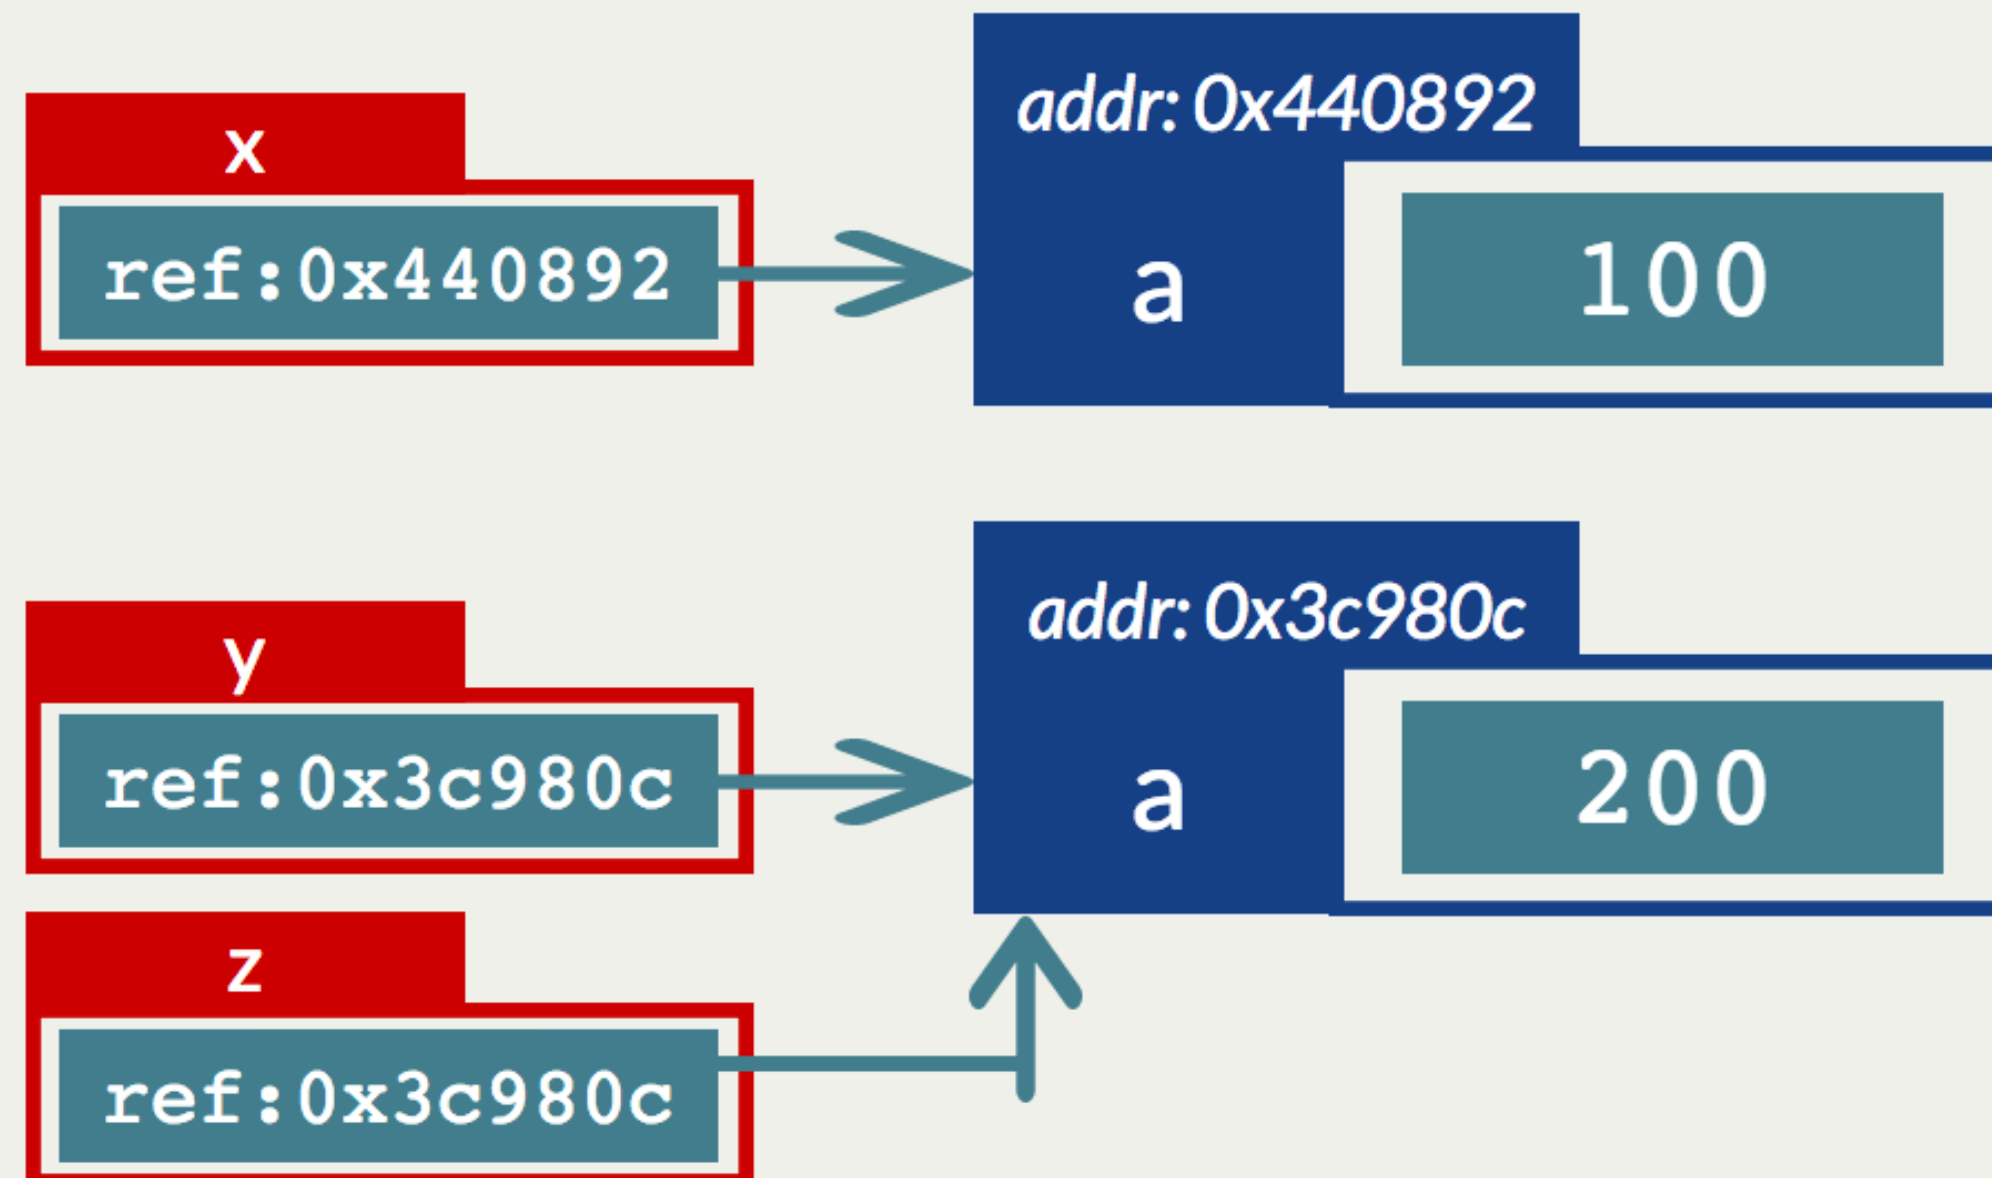 x
ref:0x440892
addr: 0x440892
a
100
y
ref:0x3c980c
addr: 0x3c980c
a
200
z
ref:0x3c980c